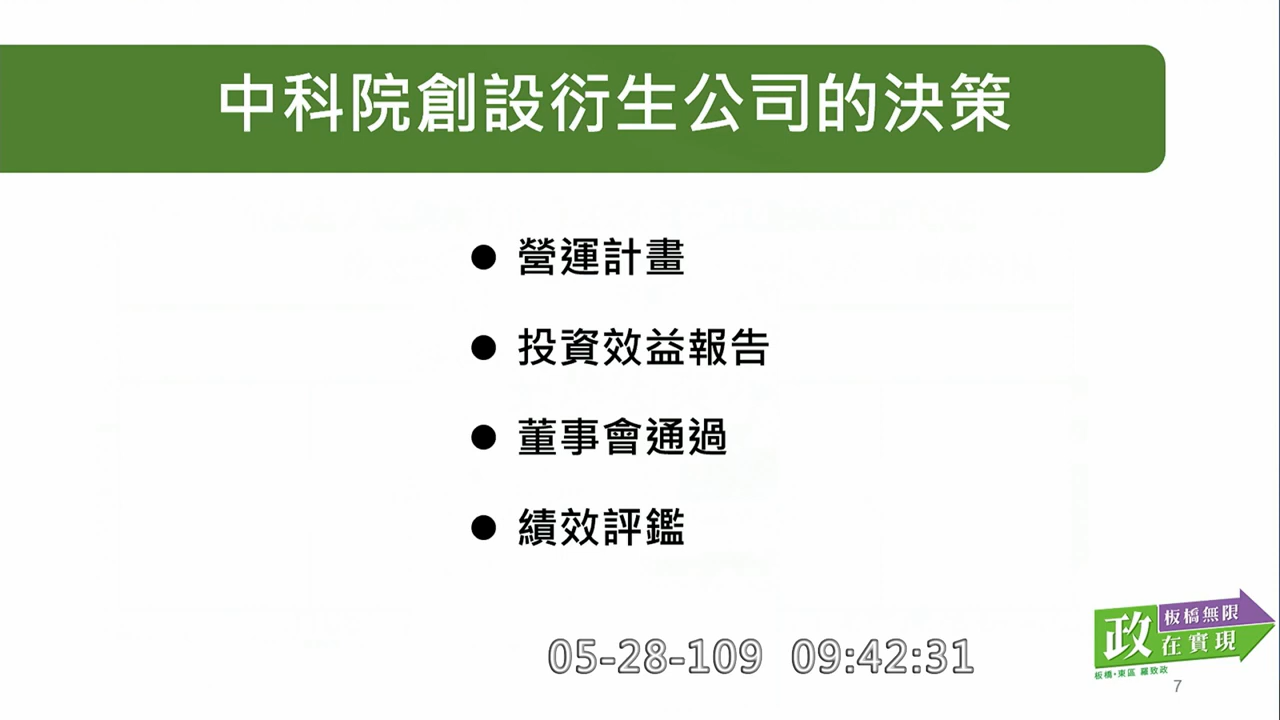 中科院創設衍生公司的決策
● 營運計畫
● 投資效益報告
● 董事會通過
● 績效評鑑
05-28-109 09:42:31
政
板橋無限
在實現
板橋•東區 羅致政
7